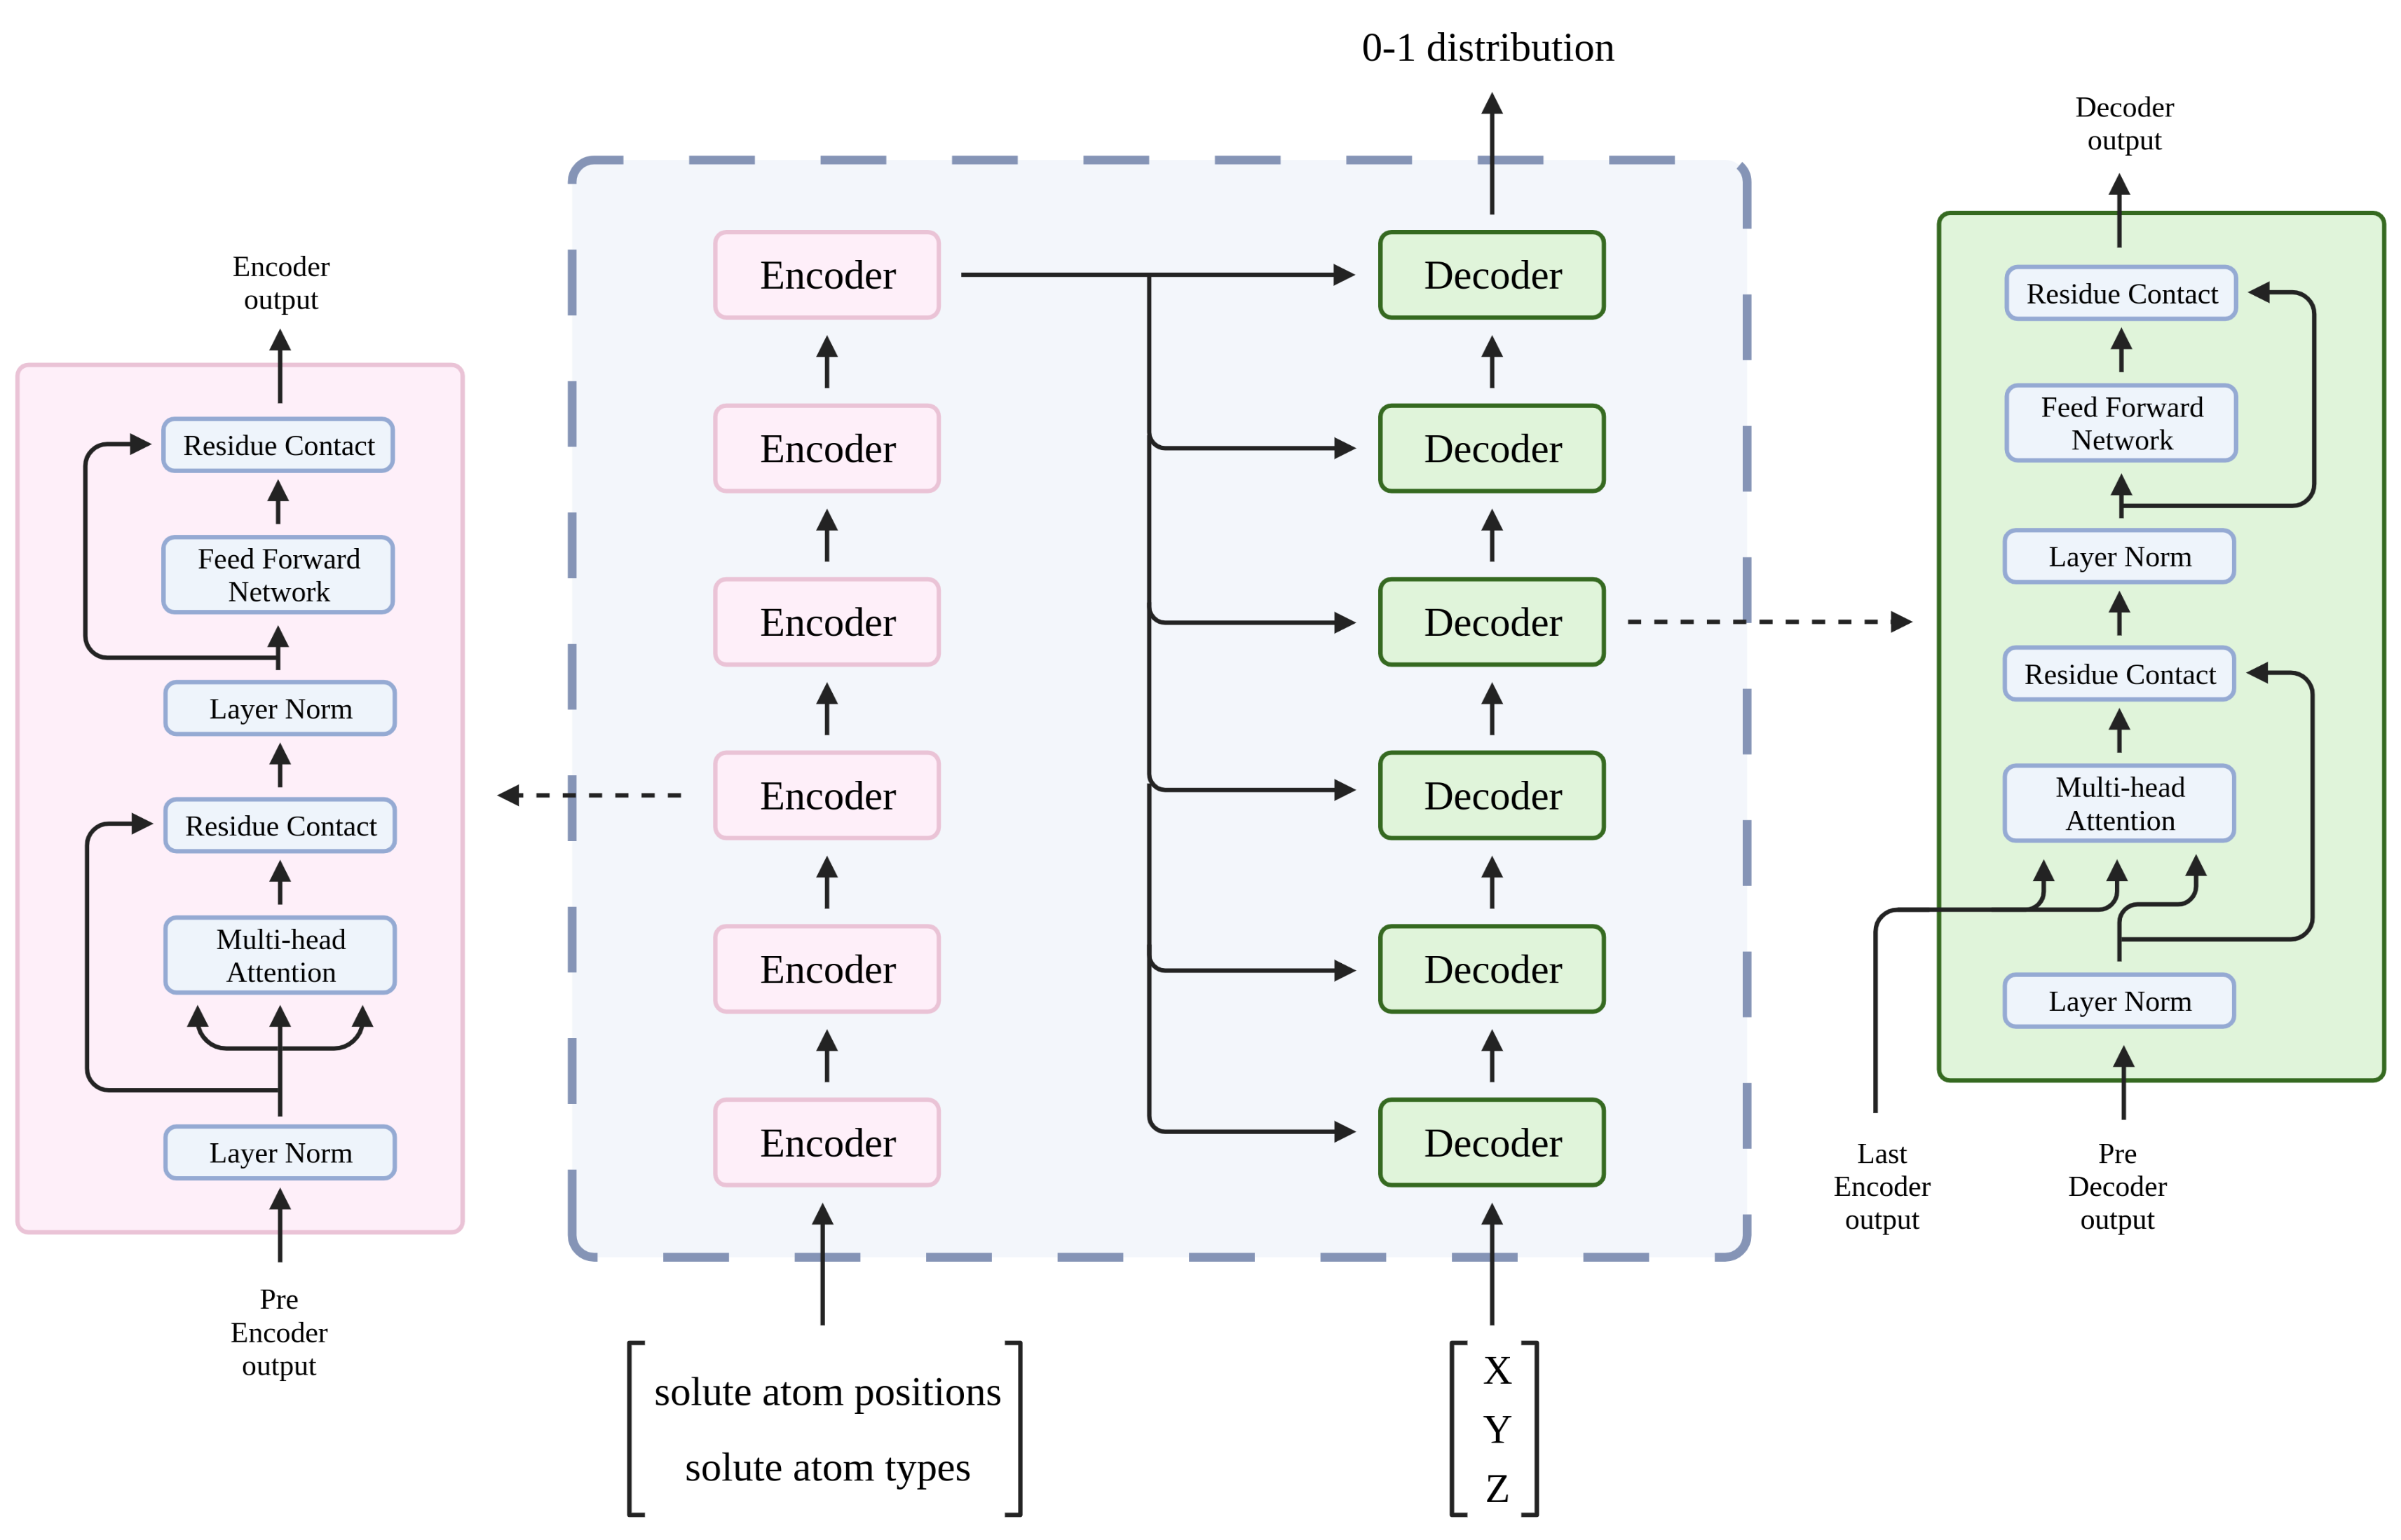 0-1 distribution
Encoder
output
Residue Contact
Feed Forward
Network
Layer Norm
Residue Contact
Multi-head
Attention
Layer Norm
Pre
Encoder
output
Encoder
Encoder
Encoder
Encoder
Encoder
Encoder
solute atom positions
solute atom types
Decoder
Decoder
Decoder
Decoder
Decoder
Decoder
X
Y
Z
Decoder
output
Residue Contact
Feed Forward
Network
Layer Norm
Residue Contact
Multi-head
Attention
Layer Norm
Last
Encoder
output
Pre
Decoder
output